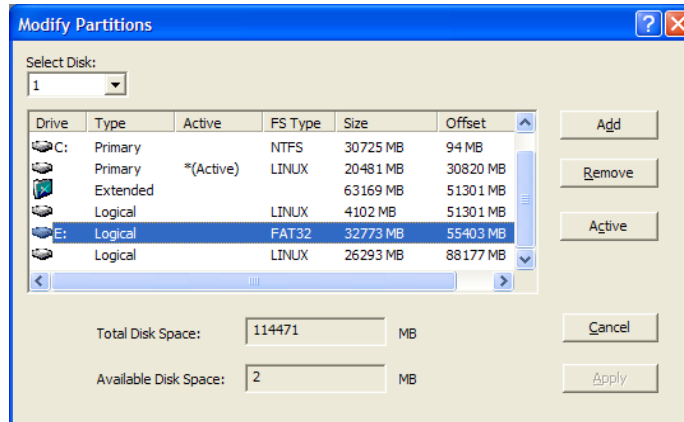 Modify Partitions
Select Disk:
1
Drive Type Active FS Type Size Offset
C: Primary NTFS 30725 MB 94 MB
Primary *(Active) LINUX 20481 MB 30820 MB
Extended 63169 MB 51301 MB
Logical LINUX 4102 MB 51301 MB
E: Logical FAT32 32773 MB 55403 MB
Logical LINUX 26293 MB 88177 MB
Add
Remove
Active
Total Disk Space: 114471 MB
Cancel
Available Disk Space: 2 MB
Apply